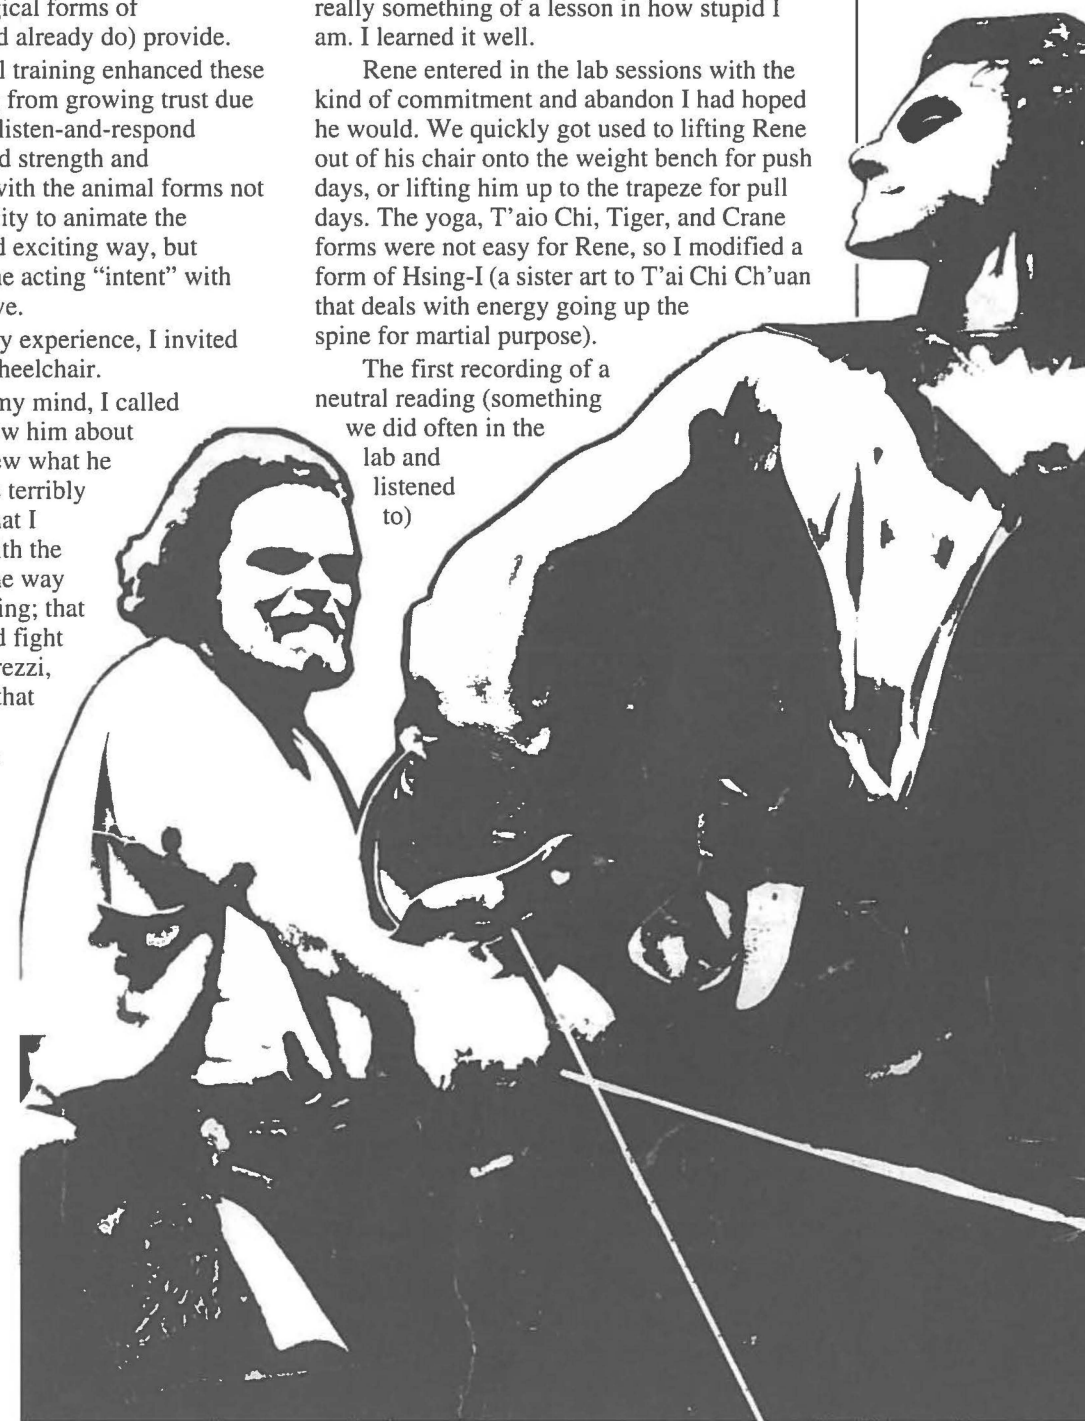 gical forms of
d already do) provide.
l training enhanced these
from growing trust due
listen-and-respond
d strength and
with the animal forms not
ity to animate the
d exciting way, but
ne acting “intent” with
ve.
y experience, I invited
heelchair.
my mind, I called
w him about
ew what he
terribly
at I
th the
e way
ing; that
d fight
rezzi,
that
really something of a lesson in how stupid I
am. I learned it well.
Rene entered in the lab sessions with the
kind of commitment and abandon I had hoped
he would. We quickly got used to lifting Rene
out of his chair onto the weight bench for push
days, or lifting him up to the trapeze for pull
days. The yoga, T’aio Chi, Tiger, and Crane
forms were not easy for Rene, so I modified a
form of Hsing-I (a sister art to T’ai Chi Ch’uan
that deals with energy going up the
spine for martial purpose).
The first recording of a
neutral reading (something
we did often in the
lab and
listened
to)